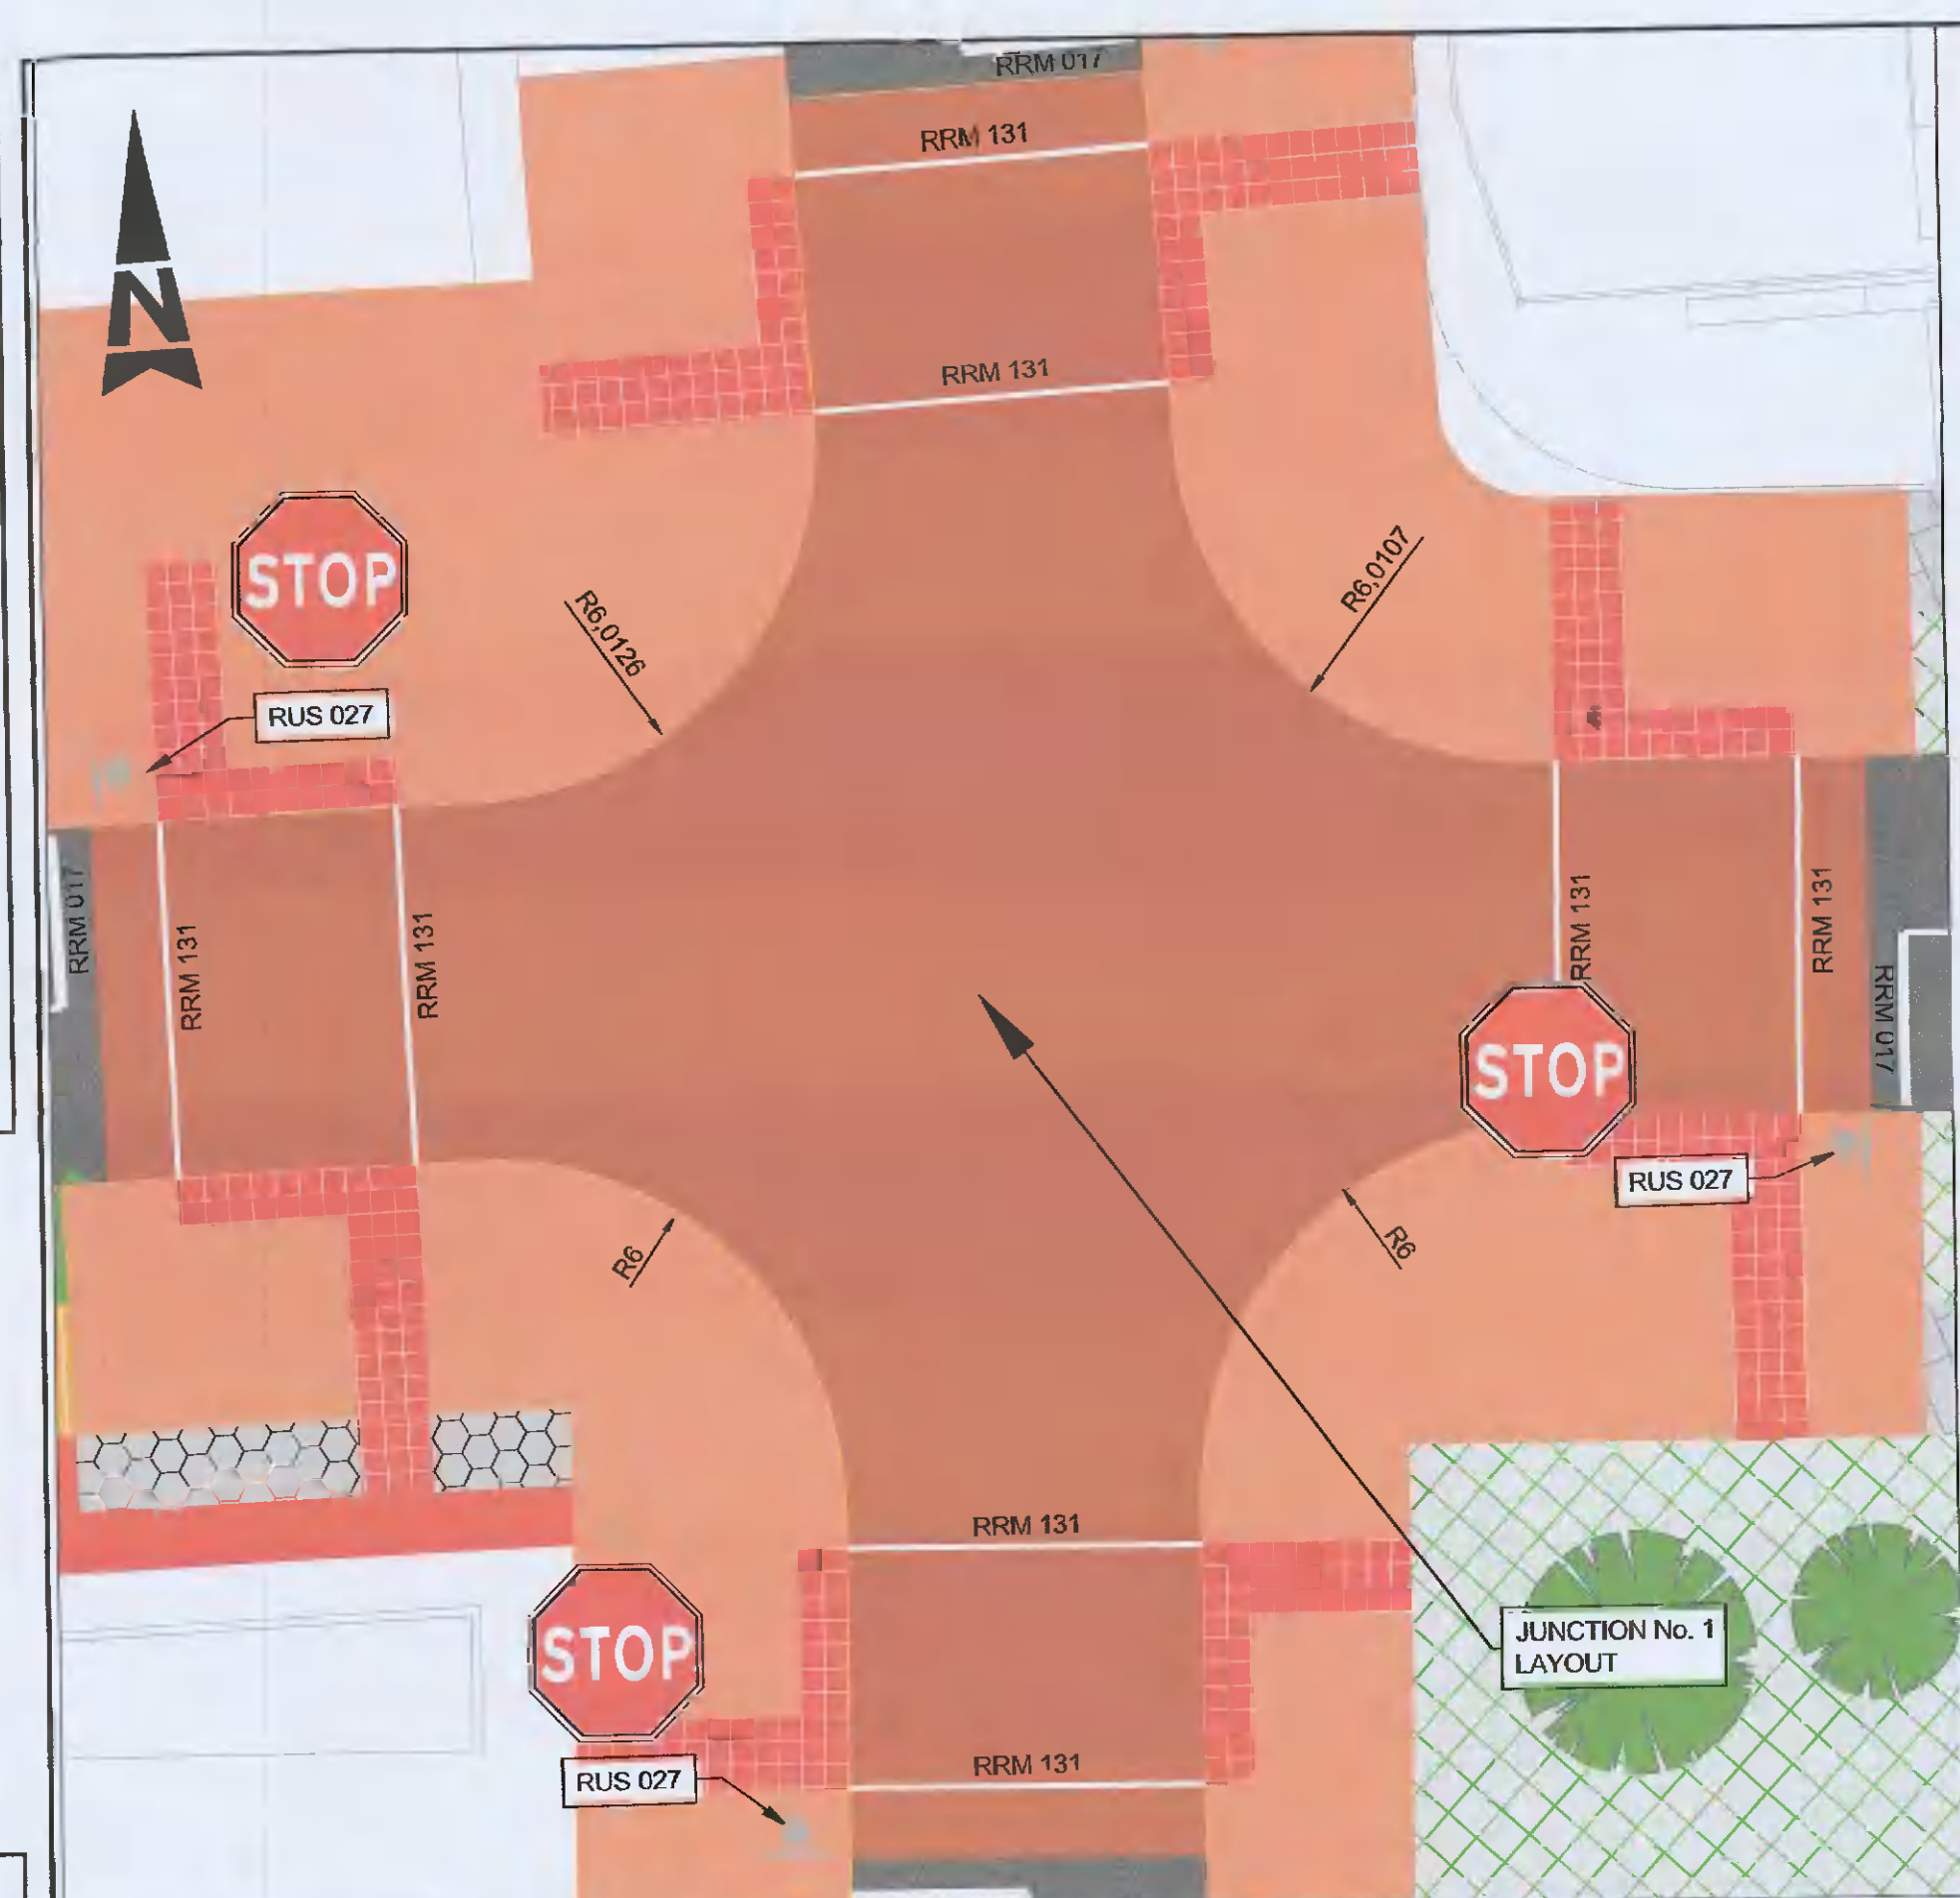 RRM 017
RRM 131
N
RRM 131
STOP
R6,0126
R6,0107
RUS 027
RRM 017
RRM 131
RRM 131
RRM 131
RRM 131
RRM 017
STOP
RUS 027
R6
R6
RRM 131
STOP
JUNCTION No. 1
LAYOUT
RRM 131
RUS 027